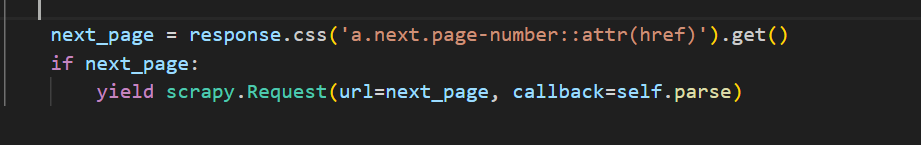 next_page = response.css('a.next.page-number::attr(href)').get()
if next_page:
yield scrapy.Request(url=next_page, callback=self.parse)